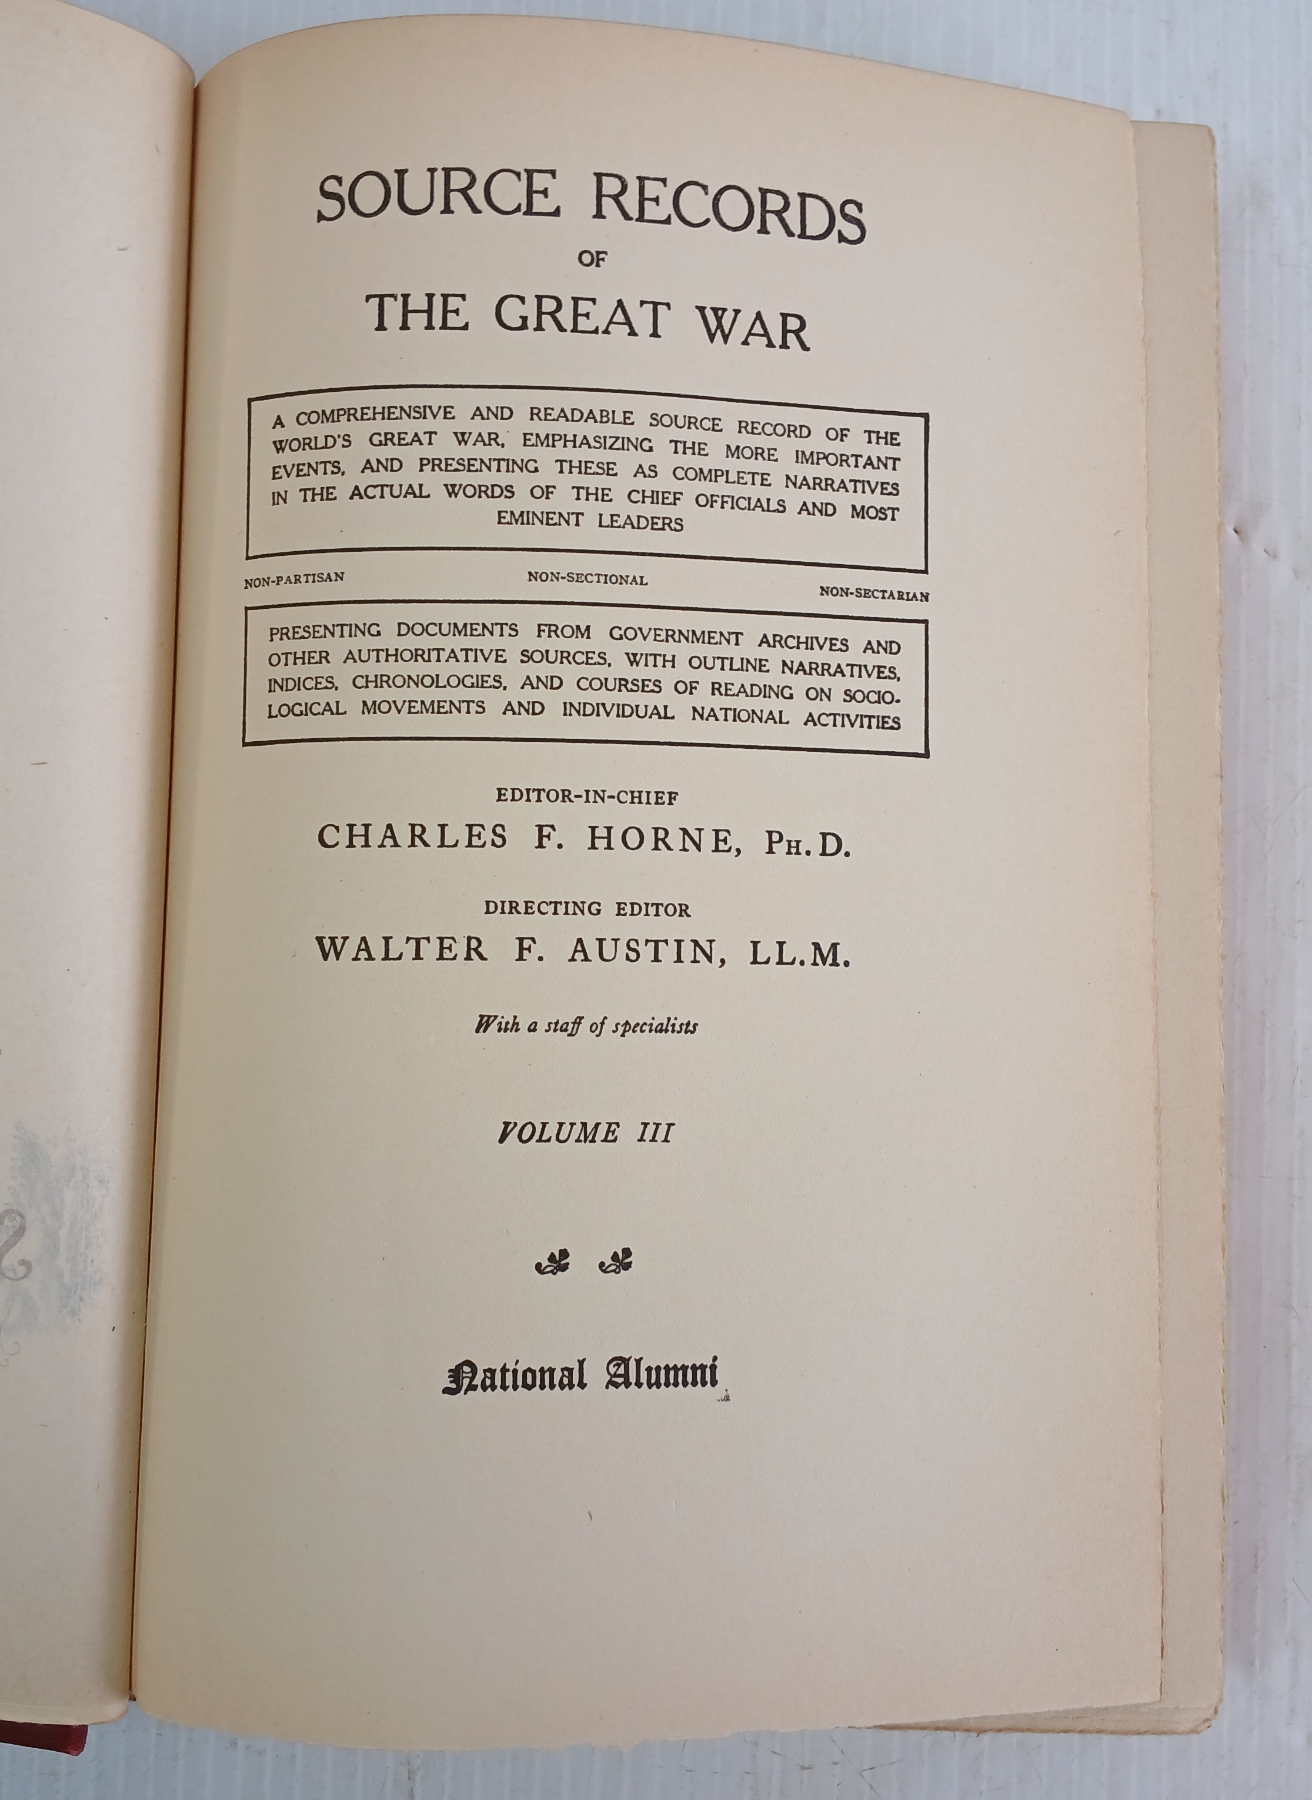 SOURCE RECORDS
OF
THE GREAT WAR
A COMPREHENSIVE AND READABLE SOURCE RECORD OF THE
WORLD'S GREAT WAR, EMPHASIZING THE MORE IMPORTANT
EVENTS, AND PRESENTING THESE AS COMPLETE NARRATIVES
IN THE ACTUAL WORDS OF THE CHIEF OFFICIALS AND MOST
EMINENT LEADERS
NON-PARTISAN NON-SECTIONAL NON-SECTARIAN
PRESENTING DOCUMENTS FROM GOVERNMENT ARCHIVES AND
OTHER AUTHORITATIVE SOURCES, WITH OUTLINE NARRATIVES,
INDICES, CHRONOLOGIES, AND COURSES OF READING ON SOCIO-
LOGICAL MOVEMENTS AND INDIVIDUAL NATIONAL ACTIVITIES
EDITOR-IN-CHIEF
CHARLES F. HORNE, Ph.D.
DIRECTING EDITOR
WALTER F. AUSTIN, LL.M.
With a staff of specialists
VOLUME III
National Alumni